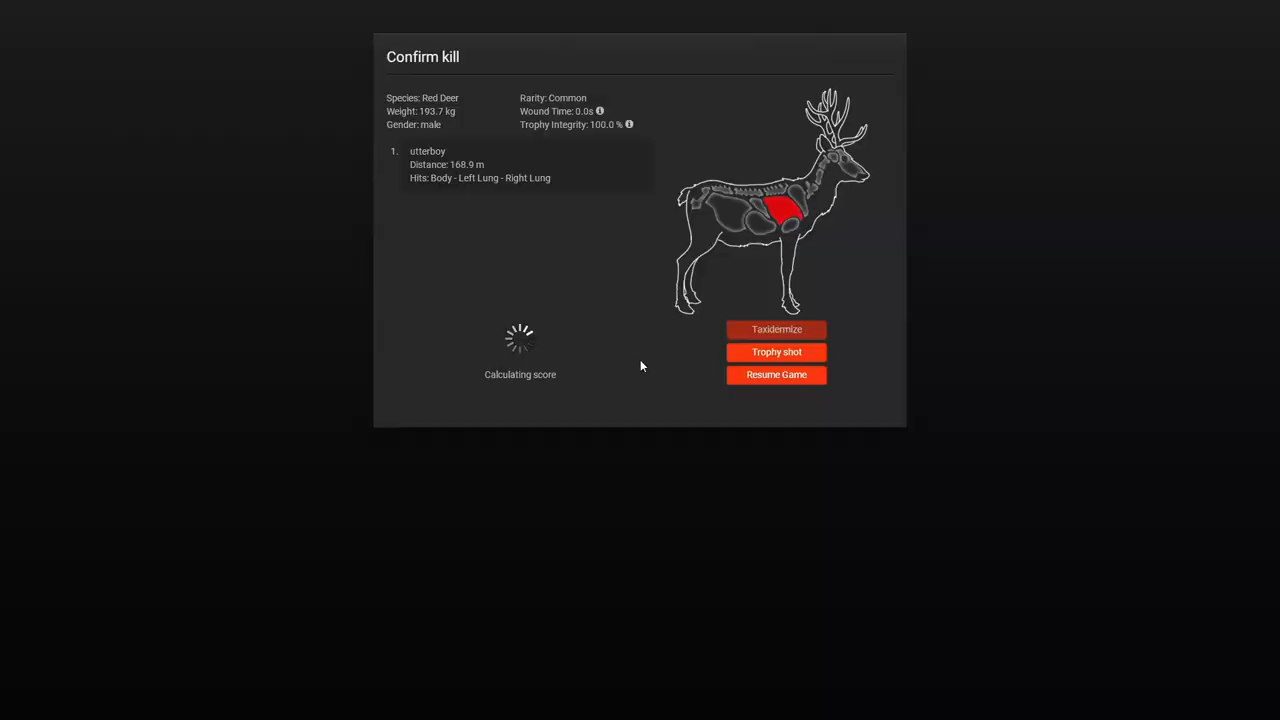 Confirm kill
Species: Red Deer
Weight: 193.7 kg
Gender: male
Rarity: Common
Wound Time: 0.0s
Trophy Integrity: 100.0 %
1. utterboy
Distance: 168.9 m
Hits: Body - Left Lung - Right Lung
Calculating score
Taxidermize
Trophy shot
Resume Game